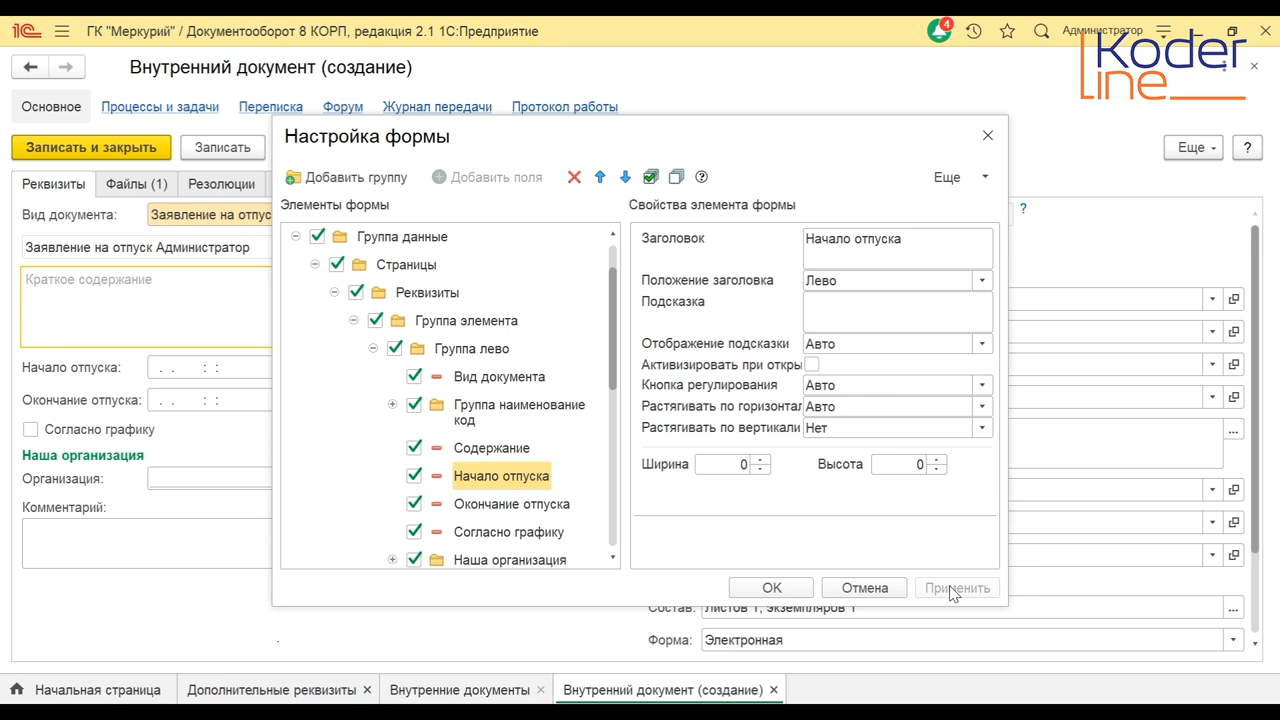 ГК "Меркурий" / Документооборот 8 КОРП, редакция 2.1 1С:Предприятие
4
Администратор
Koder
line
Внутренний документ (создание)
Основное Процессы и задачи Переписка Форум Журнал передачи Протокол работы
Записать и закрыть Записать Еще ?
Реквизиты Файлы (1) Резолюции
Вид документа: Заявление на отпус ?
Заявление на отпуск Администратор
Краткое содержание
Начало отпуска: . . : :
Окончание отпуска: . . : :
Согласно графику
Наша организация
Организация:
Комментарий:
Настройка формы
Добавить группу Добавить поля Еще
Элементы формы
Группа данные
Страницы
Реквизиты
Группа элемента
Группа лево
Вид документа
Группа наименование
код
Содержание
Начало отпуска
Окончание отпуска
Согласно графику
Наша организация
Свойства элемента формы
Заголовок Начало отпуска
Положение заголовка Лево
Подсказка
Отображение подсказки Авто
Активизировать при откры
Кнопка регулирования Авто
Растягивать по горизонтал Авто
Растягивать по вертикали Нет
Ширина 0 Высота 0
OK Отмена Применить
Состав: Листов 1, экземпляров 1
Форма: Электронная
Начальная страница Дополнительные реквизиты Внутренние документы Внутренний документ (создание)